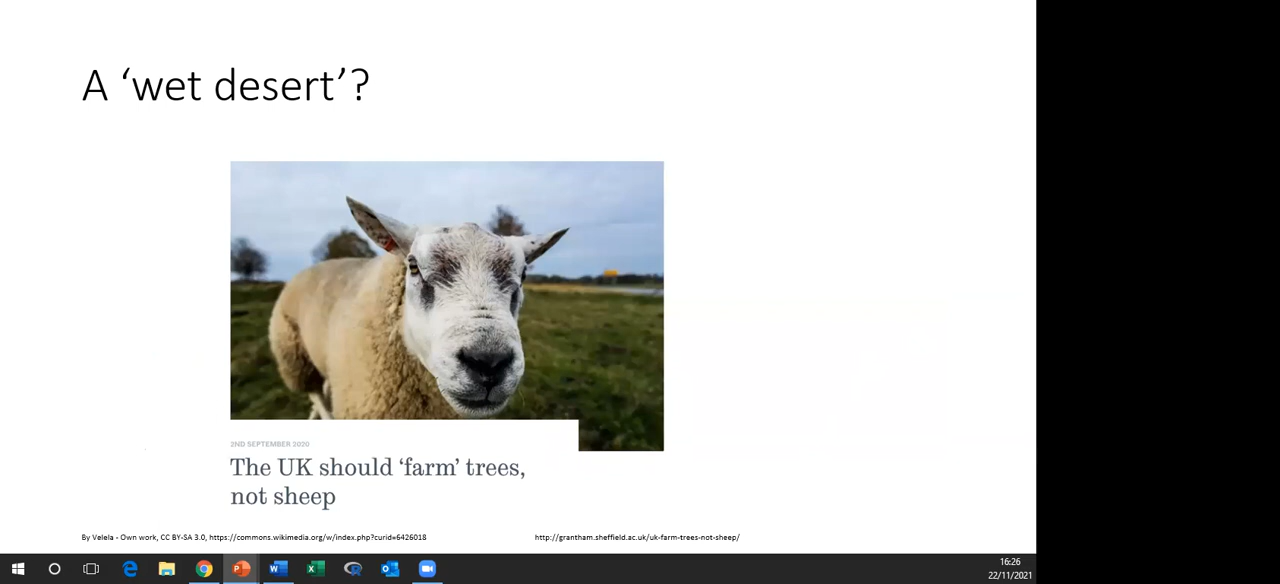 A ‘wet desert’?
2ND SEPTEMBER 2020
The UK should ‘farm’ trees,
not sheep
By Velela - Own work, CC BY-SA 3.0, https://commons.wikimedia.org/w/index.php?curid=6426018
http://grantham.sheffield.ac.uk/uk-farm-trees-not-sheep/
16:26
22/11/2021